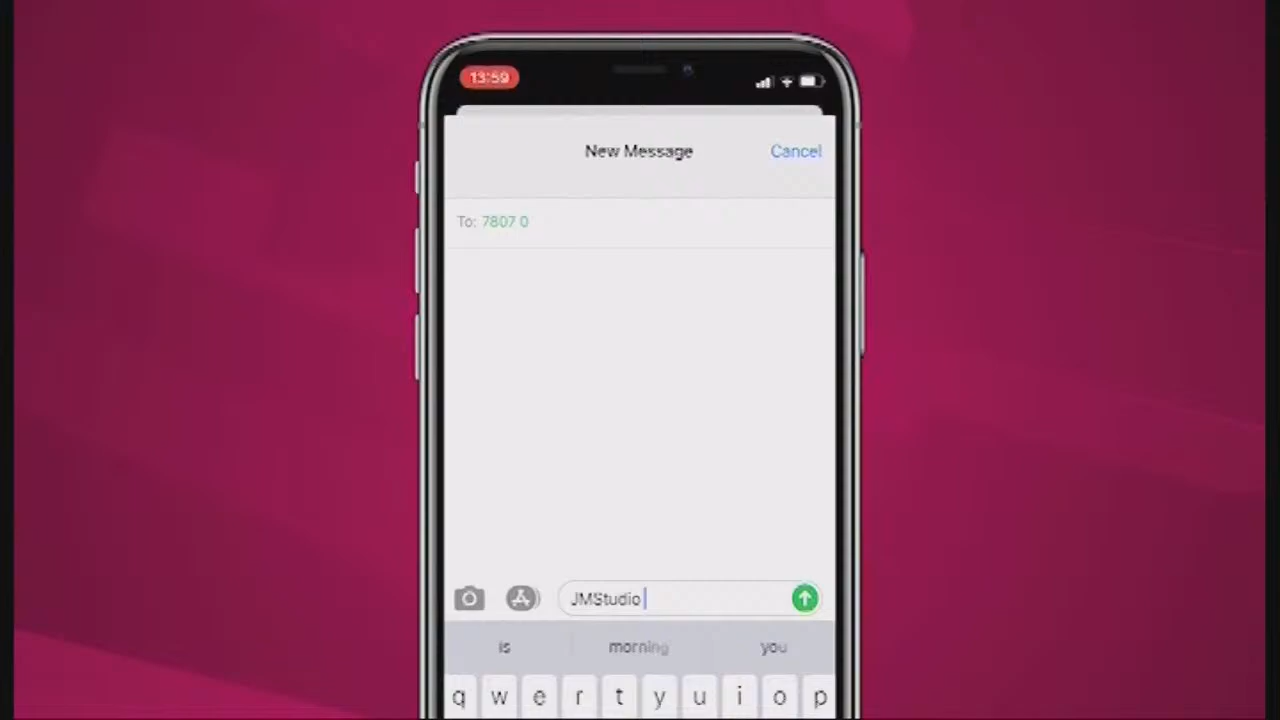 13:59
New Message
Cancel
To: 7807 0
JMStudio
is morning you
q w e r t y u i o p